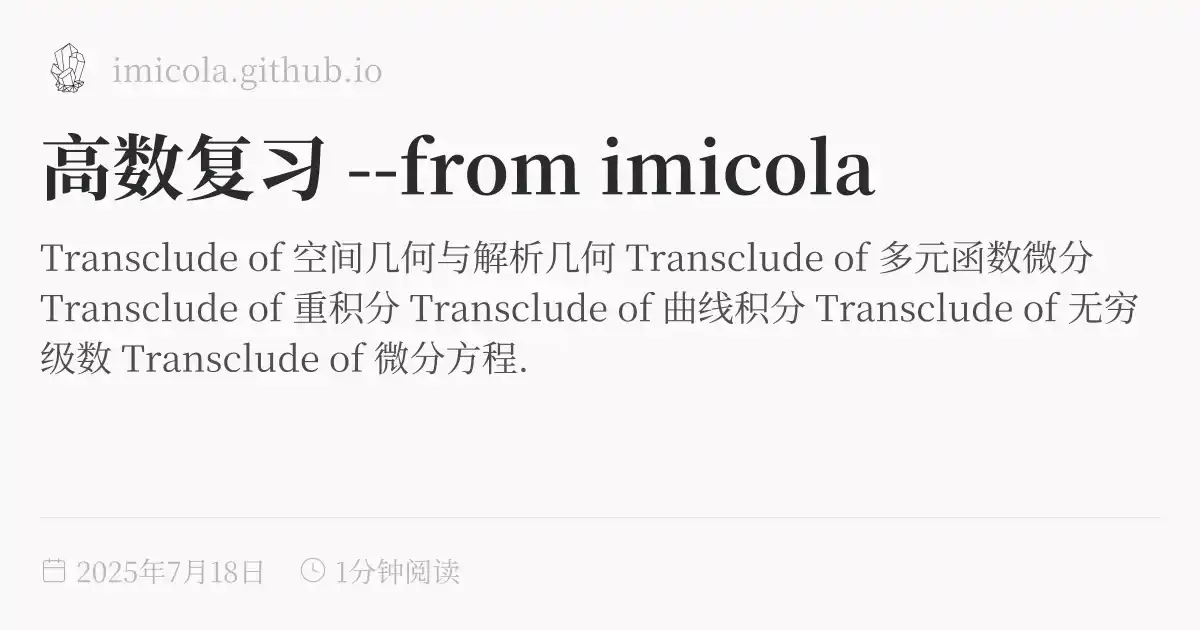 imicola.github.io
高数复习 --from imicola
Transclude of 空间几何与解析几何 Transclude of 多元函数微分
Transclude of 重积分 Transclude of 曲线积分 Transclude of 无穷
级数 Transclude of 微分方程.
2025年7月18日 1分钟阅读